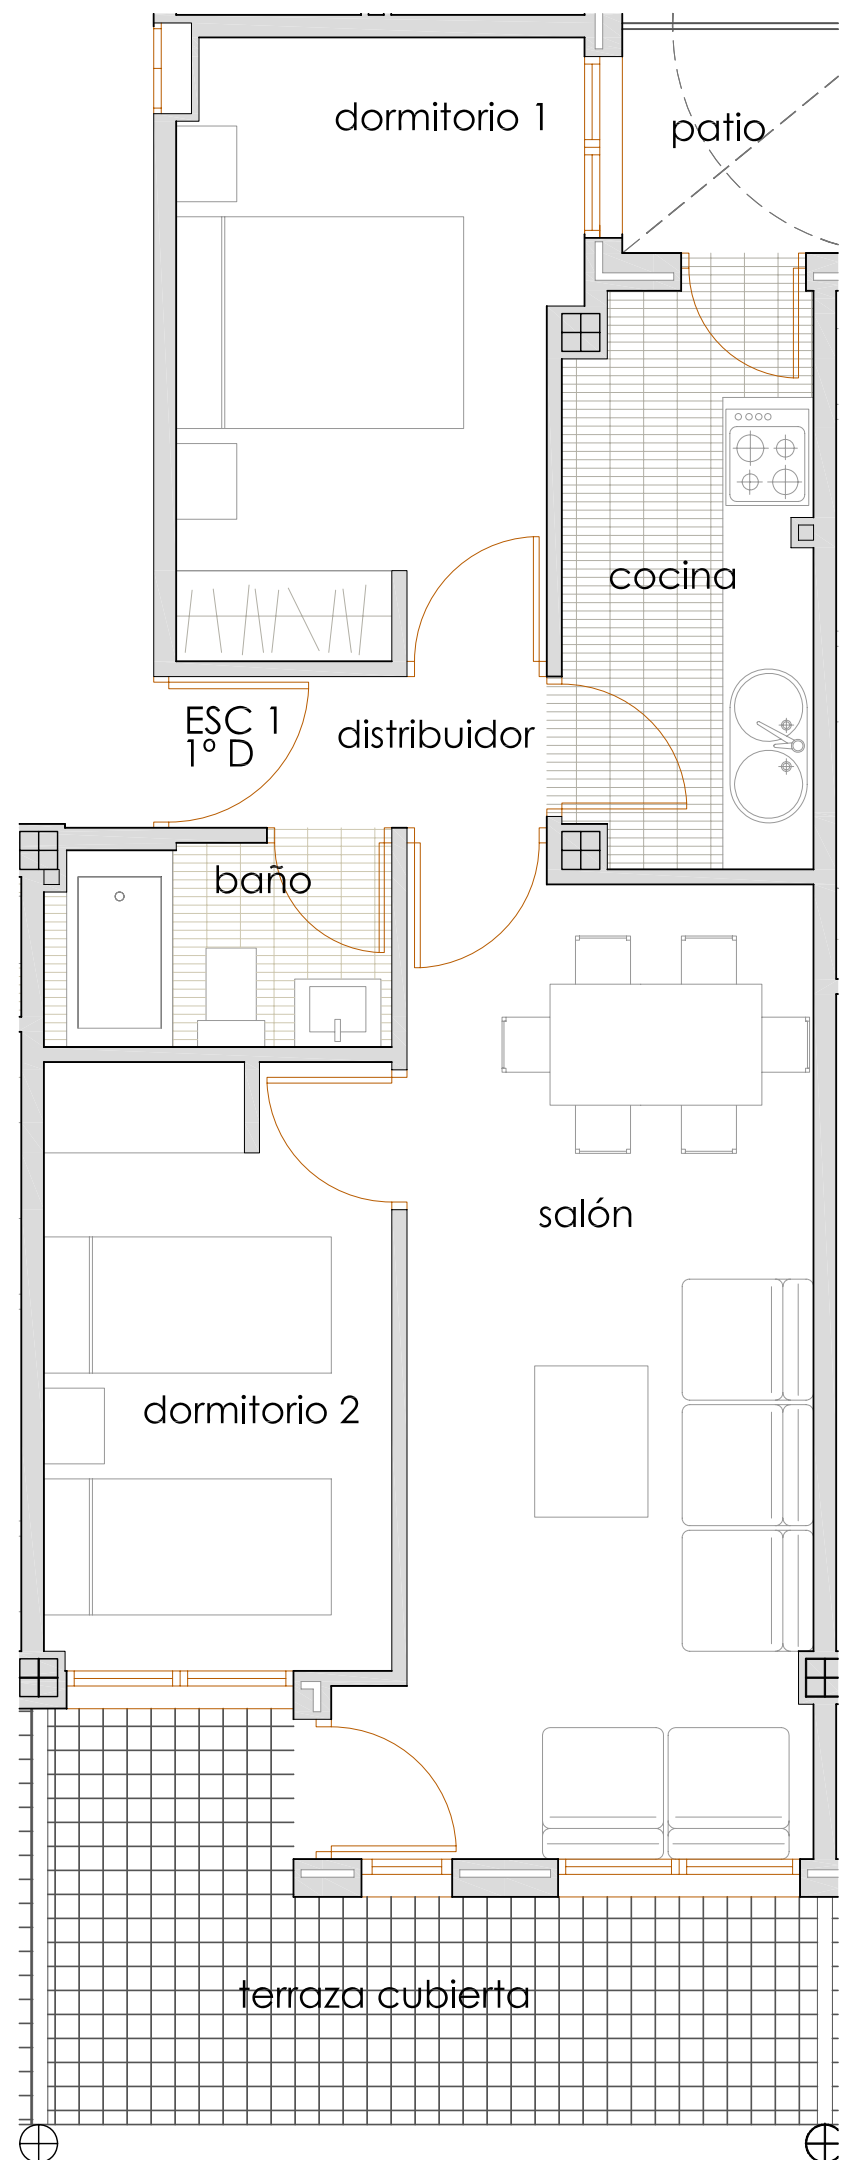 dormitorio 1
patio
cocina
ESC 1
1º D
distribuidor
baño
salón
dormitorio 2
terraza cubierta